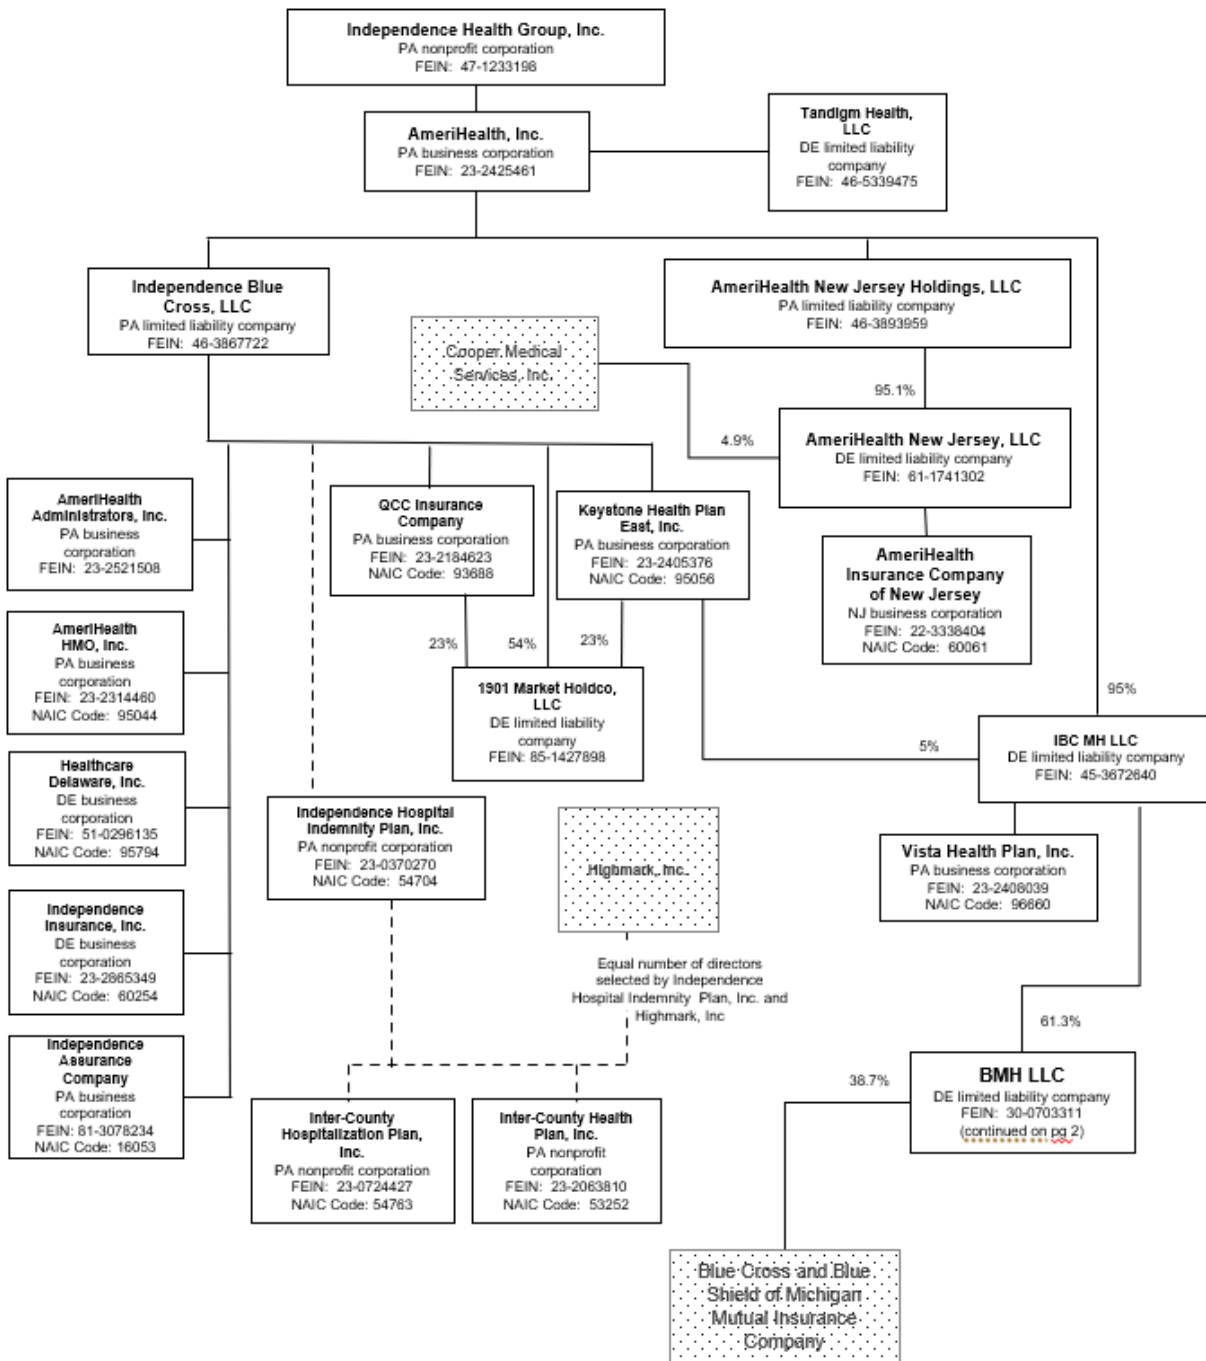 Independence Health Group, Inc.
PA nonprofit corporation
FEIN: 47-1233198
AmeriHealth, Inc.
PA business corporation
FEIN: 23-2425461
Tandigm Health,
LLC
DE limited liability
company
FEIN: 46-5339475
Independence Blue
Cross, LLC
PA limited liability company
FEIN: 46-3867722
AmeriHealth New Jersey Holdings, LLC
PA limited liability company
FEIN: 46-3893959
Cooper Medical
Services, Inc.
95.1%
4.9%
AmeriHealth New Jersey, LLC
DE limited liability company
FEIN: 61-1741302
AmeriHealth
Administrators, Inc.
PA business
corporation
FEIN: 23-2521508
QCC Insurance
Company
PA business corporation
FEIN: 23-2184623
NAIC Code: 93688
Keystone Health Plan
East, Inc.
PA business corporation
FEIN: 23-2405376
NAIC Code: 95056
AmeriHealth
Insurance Company
of New Jersey
NJ business corporation
FEIN: 22-3338404
NAIC Code: 60061
AmeriHealth
HMO, Inc.
PA business
corporation
FEIN: 23-2314460
NAIC Code: 95044
23%
54%
23%
1901 Market Holdco,
LLC
DE limited liability
company
FEIN: 85-1427898
95%
5%
IBC MH LLC
DE limited liability company
FEIN: 45-3672640
Healthcare
Delaware, Inc.
DE business
corporation
FEIN: 51-0296135
NAIC Code: 95794
Independence Hospital
Indemnity Plan, Inc.
PA nonprofit corporation
FEIN: 23-0370270
NAIC Code: 54704
Highmark, Inc.
Vista Health Plan, Inc.
PA business corporation
FEIN: 23-2408039
NAIC Code: 96660
Independence
Insurance, Inc.
DE business
corporation
FEIN: 23-2865349
NAIC Code: 60254
Equal number of directors
selected by Independence
Hospital Indemnity Plan, Inc. and
Highmark, Inc
61.3%
Independence
Assurance
Company
PA business
corporation
FEIN: 81-3078234
NAIC Code: 16053
38.7%
BMH LLC
DE limited liability company
FEIN: 30-0703311
(continued on pg 2)
Inter-County
Hospitalization Plan,
Inc.
PA nonprofit corporation
FEIN: 23-0724427
NAIC Code: 54763
Inter-County Health
Plan, Inc.
PA nonprofit
corporation
FEIN: 23-2063810
NAIC Code: 53252
Blue Cross and Blue
Shield of Michigan
Mutual Insurance
Company